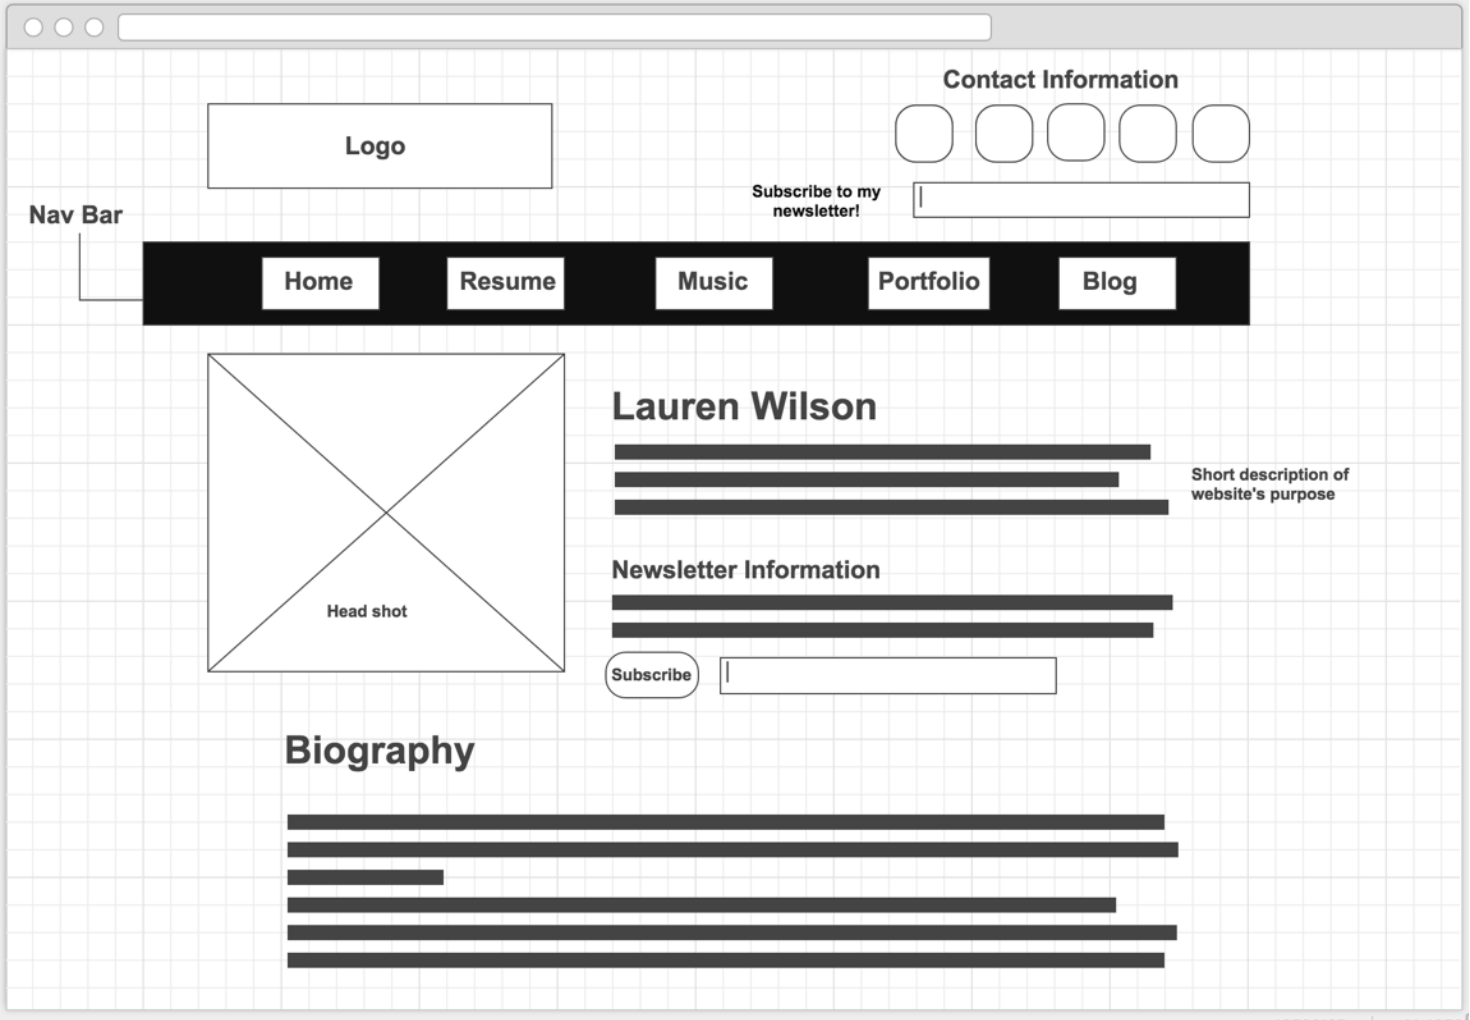 Contact Information
Logo
Subscribe to my
newsletter!
Nav Bar
Home
Resume
Music
Portfolio
Blog
Lauren Wilson
Short description of
website's purpose
Newsletter Information
Head shot
Subscribe
Biography